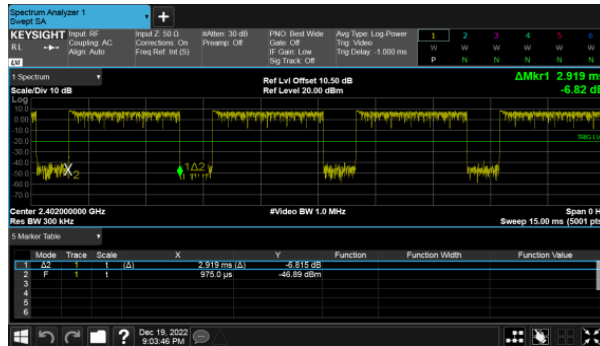 Spectrum Analyzer 1
Swept SA
+
KEYSIGHT Input: RF Input Z: 50 Ω #Atten: 30 dB PNO: Best Wide Avg Type: Log-Power 1 2 3 4 5 6
RL Coupling: AC Corrections: On Preamp: Off Gate: Off Trig: Video W W W W W W
Align: Auto Freq Ref: Int (S) IF Gain: Low Trig Delay: -1.000 ms P N N N N N
Sig Track: Off
LXI
1 Spectrum Ref Lvl Offset 10.50 dB ΔMkr1 2.919 ms
Scale/Div 10 dB Ref Level 20.00 dBm -6.82 dB
Log
10.0
0.00
-10.0
-20.0
TRIG LVL
-30.0
-40.0
-50.0
X2 1Δ2
-60.0
-70.0
Center 2.402000000 GHz #Video BW 1.0 MHz Span 0 Hz
Res BW 300 kHz Sweep 15.00 ms (5001 pts)
5 Marker Table
Mode Trace Scale X Y Function Function Width Function Value
1 Δ2 1 t (Δ) 2.919 ms (Δ) -6.815 dB
2 F 1 t 975.0 µs -46.89 dBm
3
4
5
6
? Dec 19, 2022
9:03:46 PM